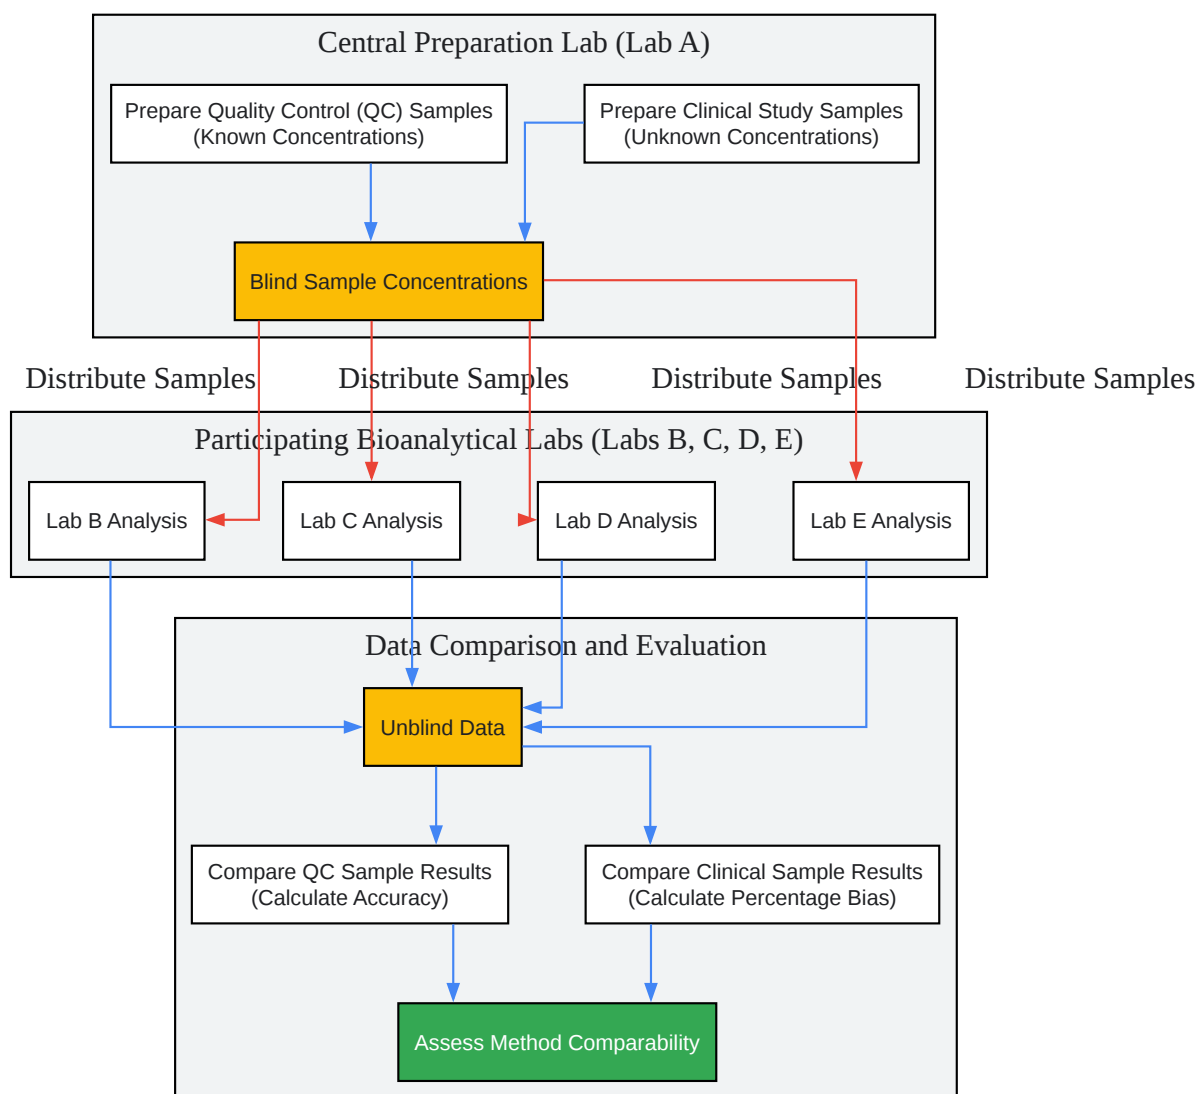 Central Preparation Lab (Lab A)
Prepare Quality Control (QC) Samples
(Known Concentrations)
Prepare Clinical Study Samples
(Unknown Concentrations)
Blind Sample Concentrations
Distribute Samples
Distribute Samples
Distribute Samples
Distribute Samples
Participating Bioanalytical Labs (Labs B, C, D, E)
Lab B Analysis
Lab C Analysis
Lab D Analysis
Lab E Analysis
Data Comparison and Evaluation
Unblind Data
Compare QC Sample Results
(Calculate Accuracy)
Compare Clinical Sample Results
(Calculate Percentage Bias)
Assess Method Comparability